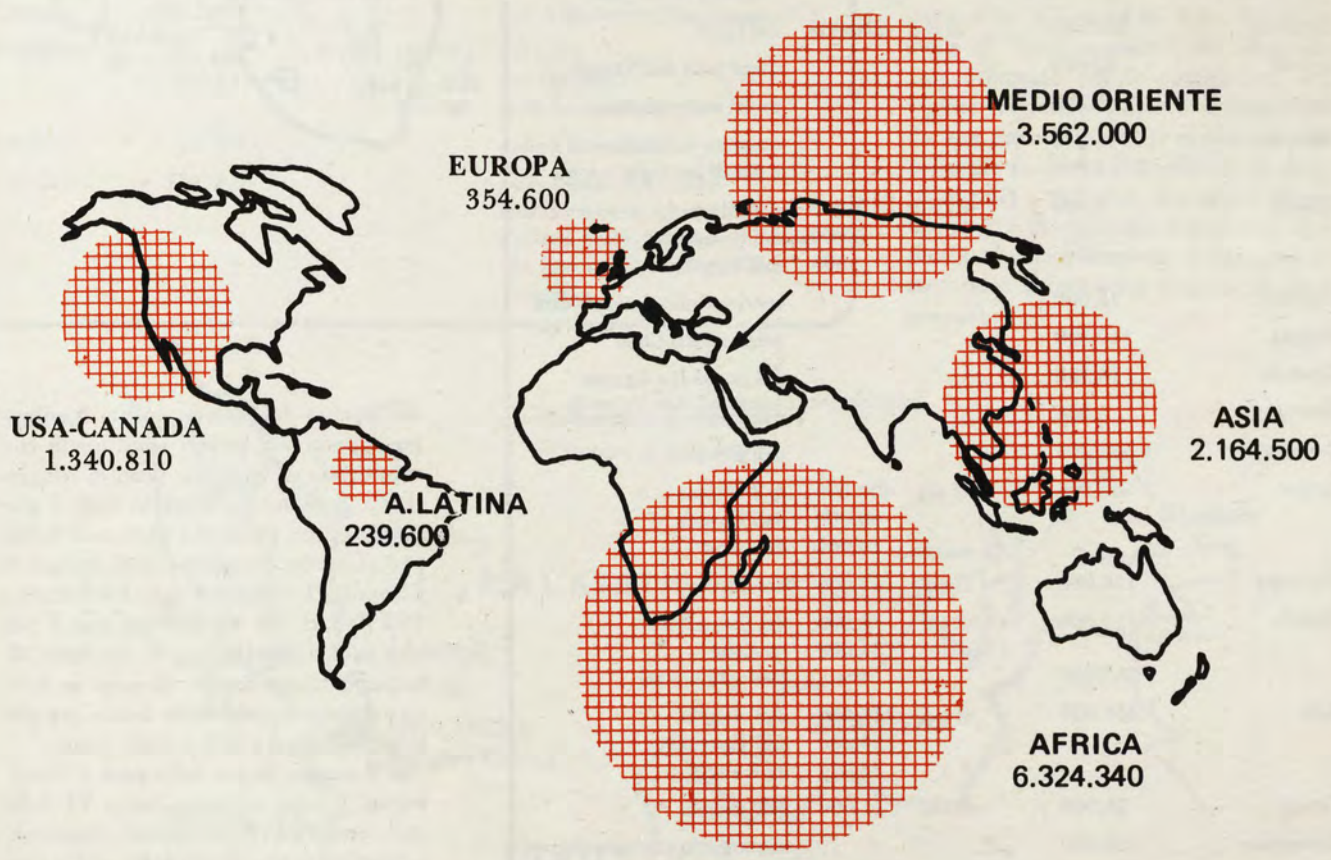 MEDIO ORIENTE
3.562.000
EUROPA
354.600
USA-CANADA
1.340.810
ASIA
2.164.500
A.LATINA
239.600
AFRICA
6.324.340